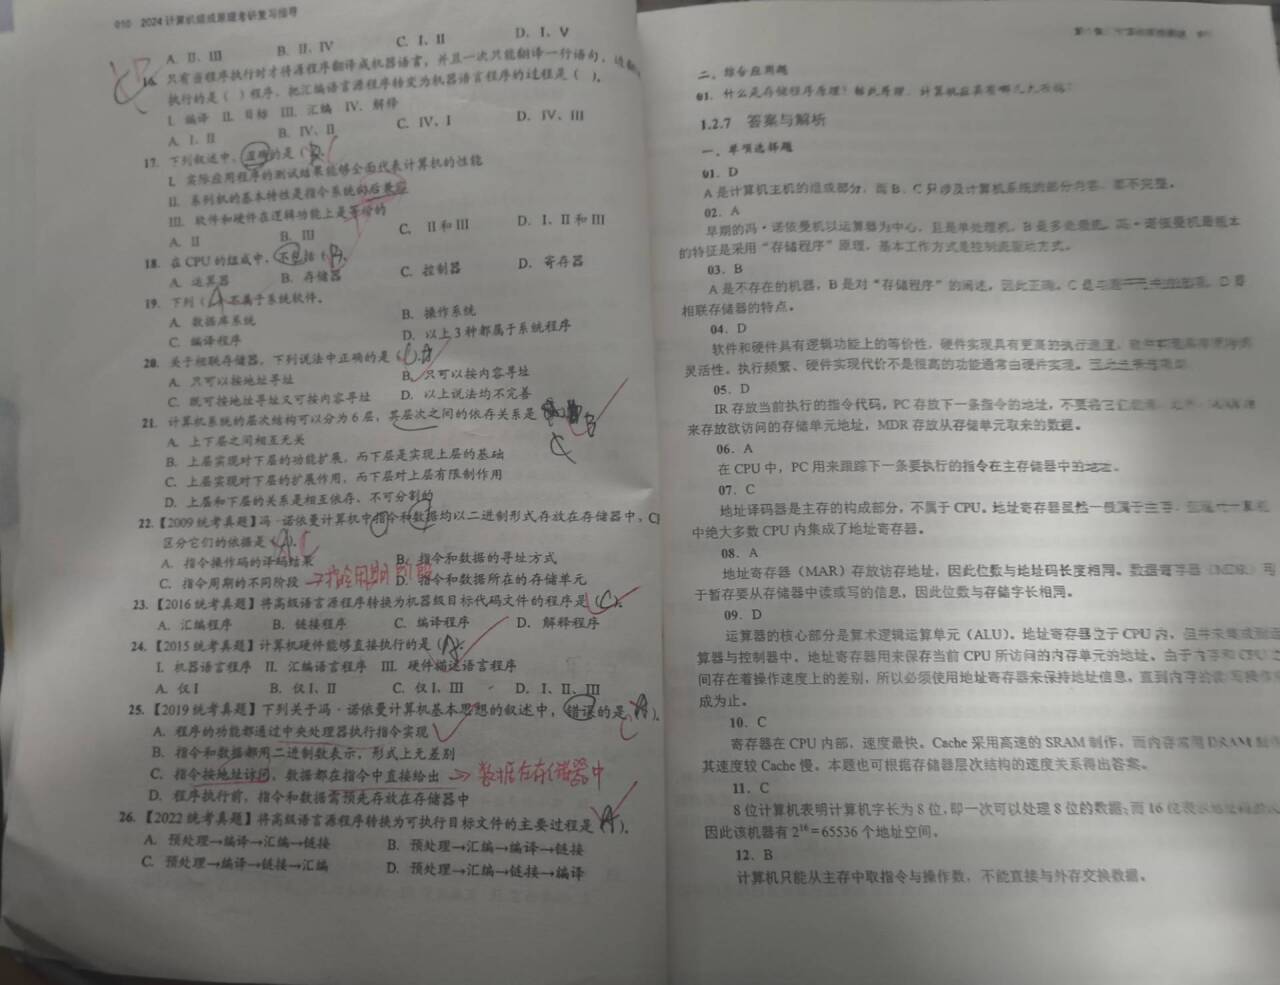 010 2024计算机组成原理考研复习指导
A. II、III B. II、IV C. I、II D. I、V
16. 只有当程序执行时才将源程序翻译成机器语言，并且一次只能翻译一行语句，边翻
执行的是（ ）程序，把汇编语言源程序转变为机器语言程序的过程是（ ）。
I. 编译 II. 目标 III. 汇编 IV. 解释
A. I、II B. IV、II C. IV、I D. IV、III
17. 下列叙述中，正确的是（
I. 实际应用程序的测试结果能够全面代表计算机的性能
II. 系列机的基本特性是指令系统向后兼容
III. 软件和硬件在逻辑功能上是等价的
A. II B. III C. II和III D. I、II和III
18. 在CPU的组成中，不包括（B）。
A. 运算器 B. 存储器 C. 控制器 D. 寄存器
19. 下列（A）不属于系统软件。
A. 数据库系统 B. 操作系统
C. 编译程序 D. 以上3种都属于系统程序
20. 关于相联存储器，下列说法中正确的是（
A. 只可以按地址寻址 B. 只可以按内容寻址
C. 既可按地址寻址又可按内容寻址 D. 以上说法均不完善
21. 计算机系统的层次结构可以分为6层，其层次之间的依存关系是 B
C
A. 上下层之间相互无关
B. 上层实现对下层的功能扩展，而下层是实现上层的基础
C. 上层实现对下层的扩展作用，而下层对上层有限制作用
D. 上层和下层的关系是相互依存、不可分割的
22. 【2009统考真题】冯·诺依曼计算机中指令和数据均以二进制形式存放在存储器中，C
区分它们的依据是（A）。C
A. 指令操作码的译码结果 B. 指令和数据的寻址方式
C. 指令周期的不同阶段 →指令周期 D. 指令和数据所在的存储单元
23. 【2016统考真题】将高级语言源程序转换为机器级目标代码文件的程序是（C）。
A. 汇编程序 B. 链接程序 C. 编译程序 D. 解释程序
24. 【2015统考真题】计算机硬件能够直接执行的是（A）。
I. 机器语言程序 II. 汇编语言程序 III. 硬件描述语言程序
A. 仅I B. 仅I、II C. 仅I、III D. I、II、III
25. 【2019统考真题】下列关于冯·诺依曼计算机基本思想的叙述中，错误的是（A）。
C
A. 程序的功能都通过中央处理器执行指令实现
B. 指令和数据都用二进制数表示，形式上无差别
C. 指令按地址访问，数据都在指令中直接给出 → 数据在存储器中
D. 程序执行前，指令和数据需预先存放在存储器中
26. 【2022统考真题】将高级语言源程序转换为可执行目标文件的主要过程是（A）。
A. 预处理→编译→汇编→链接 B. 预处理→汇编→编译→链接
C. 预处理→编译→链接→汇编 D. 预处理→汇编→链接→编译
二、综合应用题
01. 什么是存储程序原理？按此原理，计算机应具有哪几大功能？
1.2.7 答案与解析
一、单项选择题
01. D
A是计算机主机的组成部分，而B、C只涉及计算机系统的部分内容，都不完整。
02. A
早期的冯·诺依曼机以运算器为中心，且是单处理机，B是多处理机。冯·诺依曼机最根本
的特征是采用“存储程序”原理，基本工作方式是控制流驱动方式。
03. B
A是不存在的机器，B是对“存储程序”的阐述，因此正确。C是
相联存储器的特点。
04. D
软件和硬件具有逻辑功能上的等价性，硬件实现具有更高的执行速度，软件实现具有更好的
灵活性。执行频繁、硬件实现代价不是很高的功能通常由硬件实现。
05. D
IR存放当前执行的指令代码，PC存放下一条指令的地址，不要将它们
来存放欲访问的存储单元地址，MDR存放从存储单元取来的数据。
06. A
在CPU中，PC用来跟踪下一条要执行的指令在主存储器中的地址。
07. C
地址译码器是主存的构成部分，不属于CPU。地址寄存器虽然一般属于主存，但现代计算机
中绝大多数CPU内集成了地址寄存器。
08. A
地址寄存器（MAR）存放访存地址，因此位数与地址码长度相同。数据寄存器（MDR）用
于暂存要从存储器中读或写的信息，因此位数与存储字长相同。
09. D
运算器的核心部分是算术逻辑运算单元（ALU）。地址寄存器位于CPU内，但并未集成到运
算器与控制器中。地址寄存器用来保存当前CPU所访问的内存单元的地址。由于内存和CPU之
间存在着操作速度上的差别，所以必须使用地址寄存器来保持地址信息，直到内存的读/写操作完
成为止。
10. C
寄存器在CPU内部，速度最快。Cache采用高速的SRAM制作，而内存常用DRAM制作
其速度较Cache慢。本题也可根据存储器层次结构的速度关系得出答案。
11. C
8位计算机表明计算机字长为8位，即一次可以处理8位的数据；而16位表示地址码的
因此该机器有2¹⁶=65536个地址空间。
12. B
计算机只能从主存中取指令与操作数，不能直接与外存交换数据。